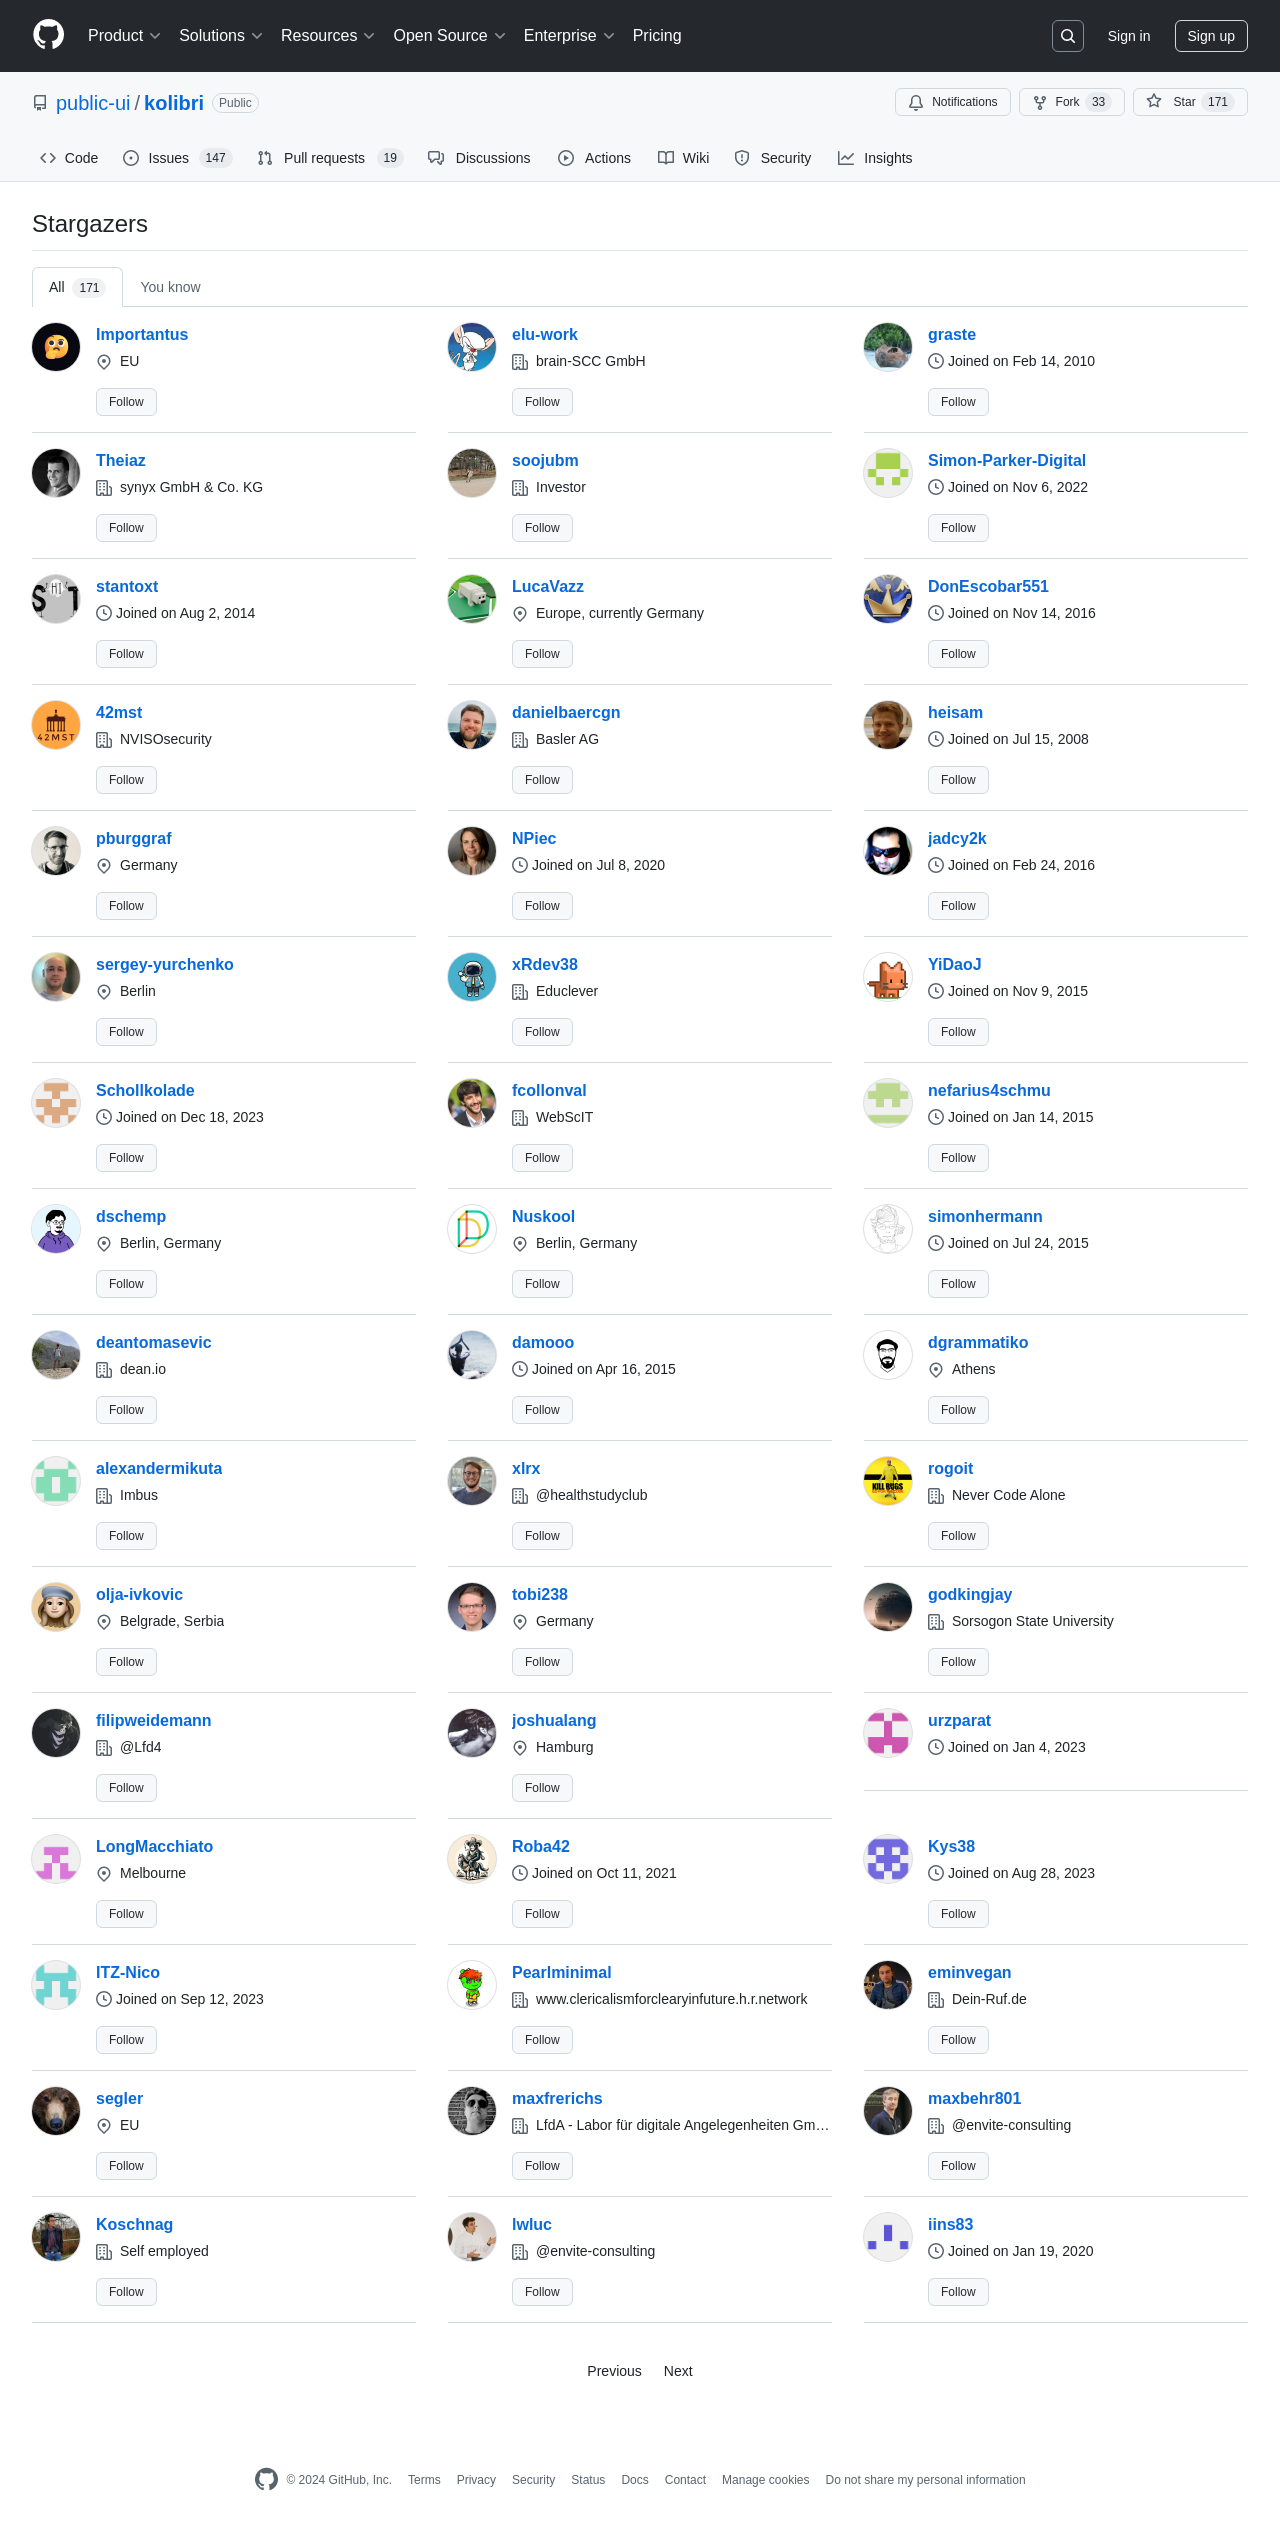 Product Solutions Resources Open Source Enterprise Pricing Sign in Sign up
public-ui / kolibri Public Notifications Fork 33 Star 171
Code Issues 147 Pull requests 19 Discussions Actions Wiki Security Insights
Stargazers
All 171 You know
Importantus elu-work graste
EU brain-SCC GmbH Joined on Feb 14, 2010
Follow Follow Follow
Theiaz soojubm Simon-Parker-Digital
synyx GmbH & Co. KG Investor Joined on Nov 6, 2022
Follow Follow Follow
stantoxt LucaVazz DonEscobar551
Joined on Aug 2, 2014 Europe, currently Germany Joined on Nov 14, 2016
Follow Follow Follow
42mst danielbaercgn heisam
42MST NVISOsecurity Basler AG Joined on Jul 15, 2008
Follow Follow Follow
pburggraf NPiec jadcy2k
Germany Joined on Jul 8, 2020 Joined on Feb 24, 2016
Follow Follow Follow
sergey-yurchenko xRdev38 YiDaoJ
Berlin Educlever Joined on Nov 9, 2015
Follow Follow Follow
Schollkolade fcollonval nefarius4schmu
Joined on Dec 18, 2023 WebScIT Joined on Jan 14, 2015
Follow Follow Follow
dschemp Nuskool simonhermann
Berlin, Germany Berlin, Germany Joined on Jul 24, 2015
Follow Follow Follow
deantomasevic damooo dgrammatiko
dean.io Joined on Apr 16, 2015 Athens
Follow Follow Follow
alexandermikuta xlrx rogoit
Imbus @healthstudyclub KILL BUGS Never Code Alone
Follow Follow Follow
olja-ivkovic tobi238 godkingjay
Belgrade, Serbia Germany Sorsogon State University
Follow Follow Follow
filipweidemann joshualang urzparat
@Lfd4 Hamburg Joined on Jan 4, 2023
Follow Follow
LongMacchiato Roba42 Kys38
Melbourne Joined on Oct 11, 2021 Joined on Aug 28, 2023
Follow Follow Follow
ITZ-Nico Pearlminimal eminvegan
Joined on Sep 12, 2023 www.clericalismforclearyinfuture.h.r.network Dein-Ruf.de
Follow Follow Follow
segler maxfrerichs maxbehr801
EU LfdA - Labor für digitale Angelegenheiten Gm… @envite-consulting
Follow Follow Follow
Koschnag lwluc iins83
Self employed @envite-consulting Joined on Jan 19, 2020
Follow Follow Follow
Previous Next
© 2024 GitHub, Inc. Terms Privacy Security Status Docs Contact Manage cookies Do not share my personal information